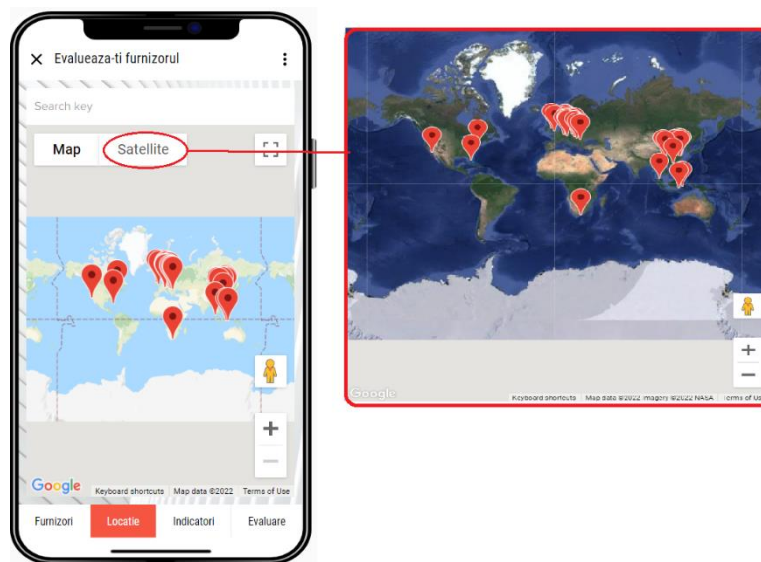 Evalueaza-ti furnizorul
Search key
Map Satellite
Google
Keyboard shortcuts Map data ©2022 Terms of Use
Furnizori Locatie Indicatori Evaluare
Google
Keyboard shortcuts Map data ©2022 Imagery ©2022 NASA Terms of Us